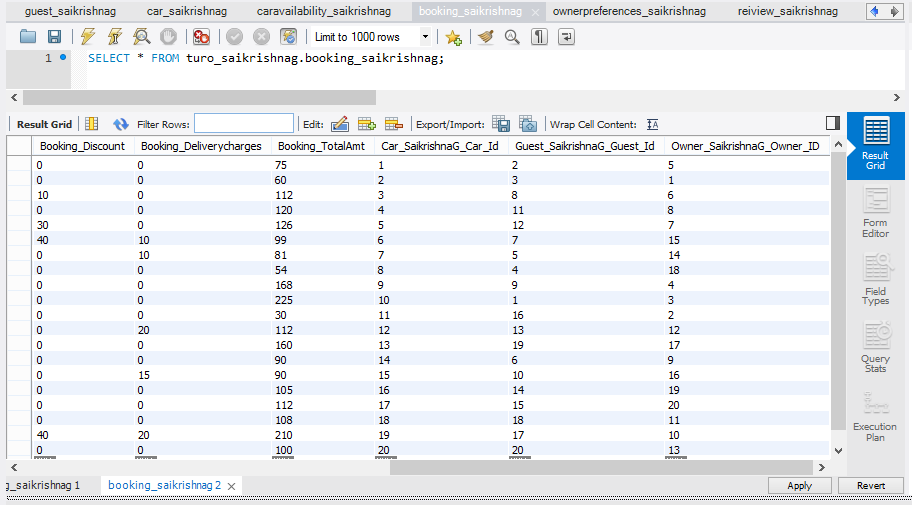 guest_saikrishnag car_saikrishnag caravailability_saikrishnag booking_saikrishnag ownerpreferences_saikrishnag reiview_saikrishnag
Limit to 1000 rows
1 SELECT * FROM turo_saikrishnag.booking_saikrishnag;
Result Grid Filter Rows: Edit: Export/Import: Wrap Cell Content:
Booking_Discount Booking_Deliverycharges Booking_TotalAmt Car_SaikrishnaG_Car_Id Guest_SaikrishnaG_Guest_Id Owner_SaikrishnaG_Owner_ID
0 0 75 1 2 5
0 0 60 2 3 1
10 0 112 3 8 6
0 0 120 4 11 8
30 0 126 5 12 7
40 10 99 6 7 15
0 10 81 7 5 14
0 0 54 8 4 18
0 0 168 9 9 4
0 0 225 10 1 3
0 0 30 11 16 2
0 20 112 12 13 12
0 0 160 13 19 17
0 0 90 14 6 9
0 15 90 15 10 16
0 0 105 16 14 19
0 0 112 17 15 20
0 0 108 18 18 11
40 20 210 19 17 10
0 0 100 20 20 13
Result
Grid
Form
Editor
Field
Types
Query
Stats
Execution
Plan
g_saikrishnag 1 booking_saikrishnag 2 Apply Revert